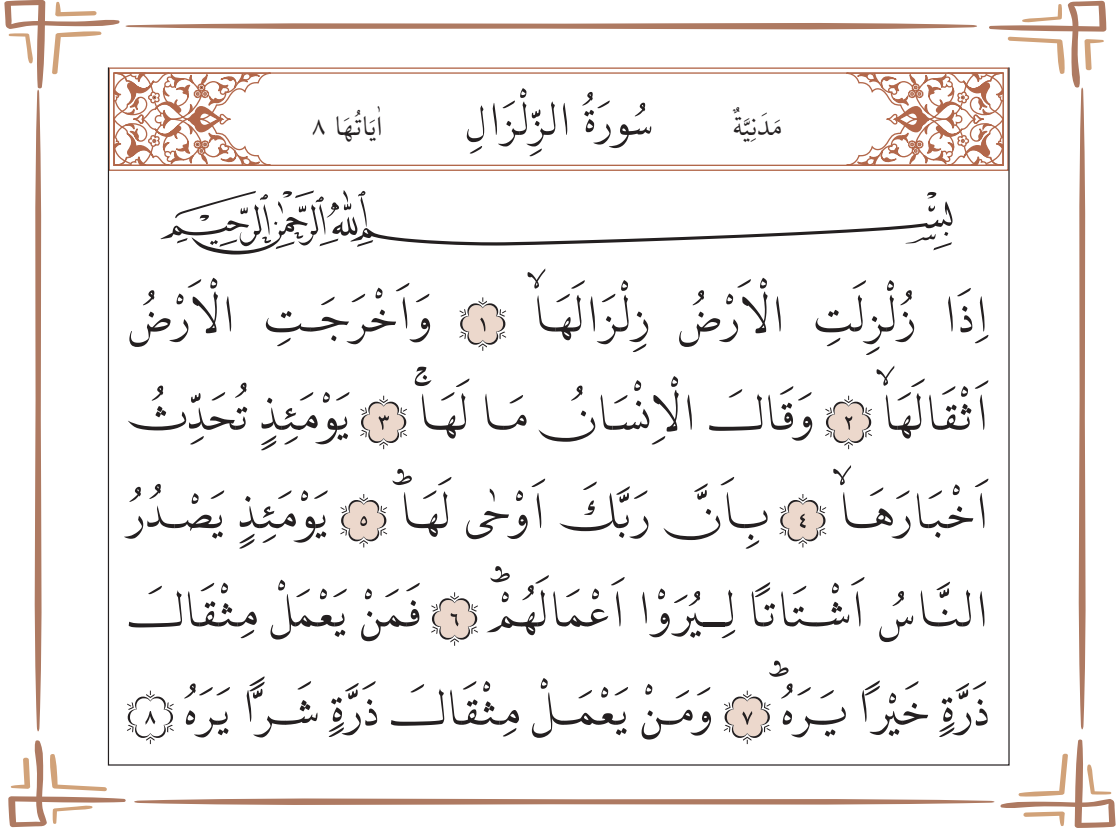 مَدَنِيَّةٌ سُورَةُ الزِّلْزَالِ اٰيَاتُهَا ٨
بِسْمِ اللّٰهِ الرَّحْمٰنِ الرَّحِيمِ
اِذَا زُلْزِلَتِ الْاَرْضُ زِلْزَالَهَاۙ ١ وَاَخْرَجَتِ الْاَرْضُ
اَثْقَالَهَاۙ ٢ وَقَالَ الْاِنْسَانُ مَا لَهَاۚ ٣ يَوْمَئِذٍ تُحَدِّثُ
اَخْبَارَهَاۙ ٤ بِاَنَّ رَبَّكَ اَوْحٰى لَهَاۜ ٥ يَوْمَئِذٍ يَصْدُرُ
النَّاسُ اَشْتَاتًا لِيُرَوْا اَعْمَالَهُمْۜ ٦ فَمَنْ يَعْمَلْ مِثْقَالَ
ذَرَّةٍ خَيْرًا يَرَهُۜ ٧ وَمَنْ يَعْمَلْ مِثْقَالَ ذَرَّةٍ شَرًّا يَرَهُ ٨